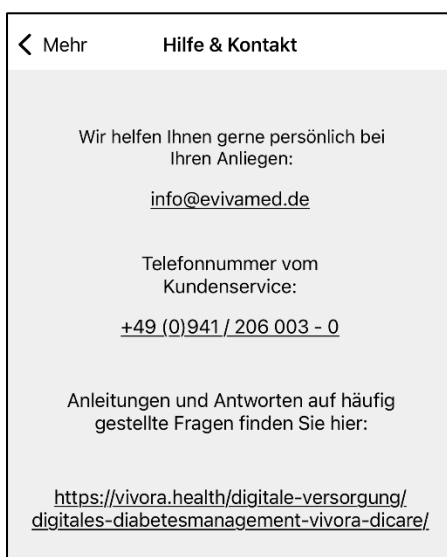 Mehr Hilfe & Kontakt
Wir helfen Ihnen gerne persönlich bei
Ihren Anliegen:
info@evivamed.de
Telefonnummer vom
Kundenservice:
+49 (0)941 / 206 003 - 0
Anleitungen und Antworten auf häufig
gestellte Fragen finden Sie hier:
https://vivora.health/digitale-versorgung/
digitales-diabetesmanagement-vivora-dicare/